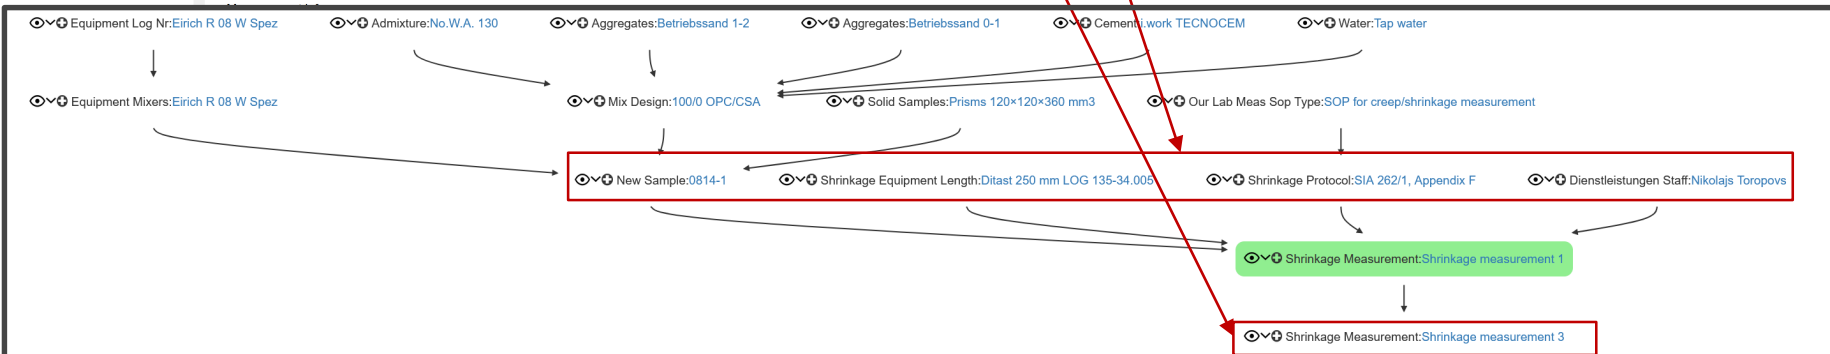 Equipment Log Nr:Eirich R 08 W Spez Admixture:No.W.A. 130 Aggregates:Betriebssand 1-2 Aggregates:Betriebssand 0-1 Cement:i.work TECNOCEM Water:Tap water
Equipment Mixers:Eirich R 08 W Spez Mix Design:100/0 OPC/CSA Solid Samples:Prisms 120×120×360 mm3 Our Lab Meas Sop Type:SOP for creep/shrinkage measurement
New Sample:0814-1 Shrinkage Equipment Length:Ditast 250 mm LOG 135-34.005 Shrinkage Protocol:SIA 262/1, Appendix F Dienstleistungen Staff:Nikolajs Toropovs
Shrinkage Measurement:Shrinkage measurement 1
Shrinkage Measurement:Shrinkage measurement 3